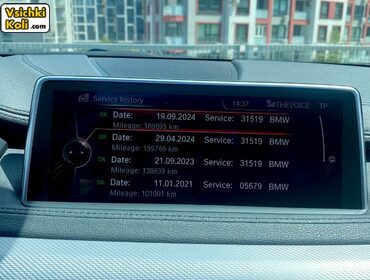 Vsichki
Koli .com
Service history 14:37 THEVOICE TP
OK Date: 19.09.2024 Service: 31519 BMW
Mileage: 169695 km
OK Date: 29.04.2024 Service: 31519 BMW
Mileage: 159769 km
OK Date: 21.09.2023 Service: 31519 BMW
Mileage: 138639 km
OK Date: 11.01.2021 Service: 05679 BMW
Mileage: 101901 km